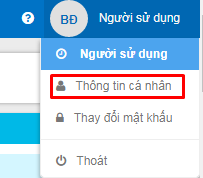 ? BĐ Người sử dụng
Người sử dụng
Thông tin cá nhân
Thay đổi mật khẩu
Thoát